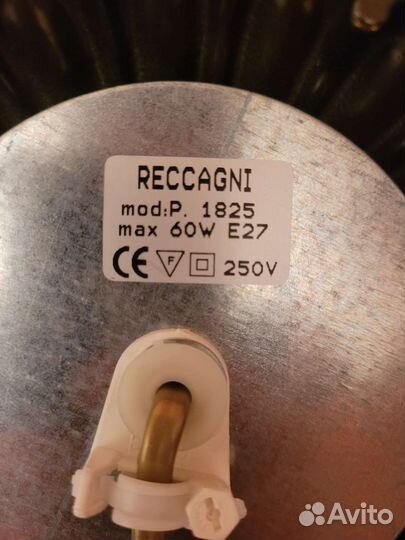 RECCAGNI
mod:P. 1825
max 60W E27
CE F 250V
Avito